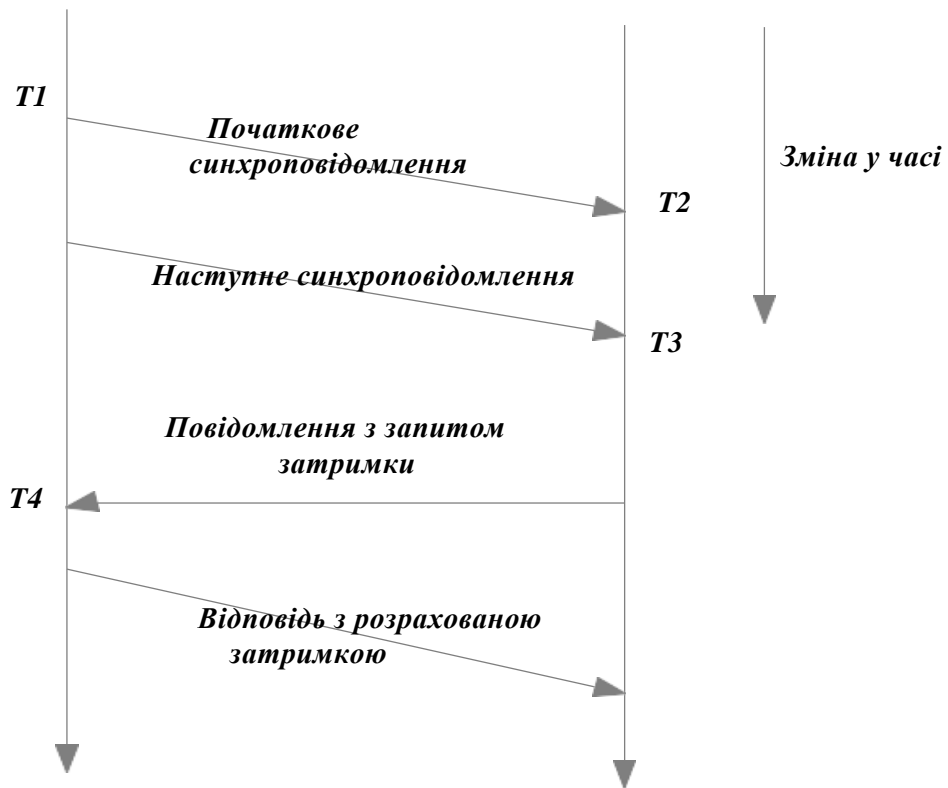 T1
Початкове
синхроповідомлення
Зміна у часі
T2
Наступне синхроповідомлення
T3
Повідомлення з запитом
затримки
T4
Відповідь з розрахованою
затримкою